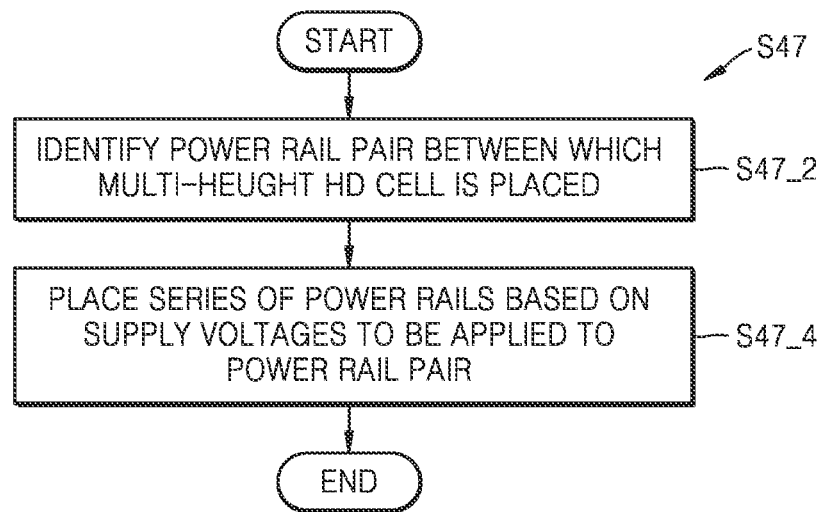 START
S47
IDENTIFY POWER RAIL PAIR BETWEEN WHICH
MULTI-HEUGHT HD CELL IS PLACED
S47_2
PLACE SERIES OF POWER RAILS BASED ON
SUPPLY VOLTAGES TO BE APPLIED TO
POWER RAIL PAIR
S47_4
END